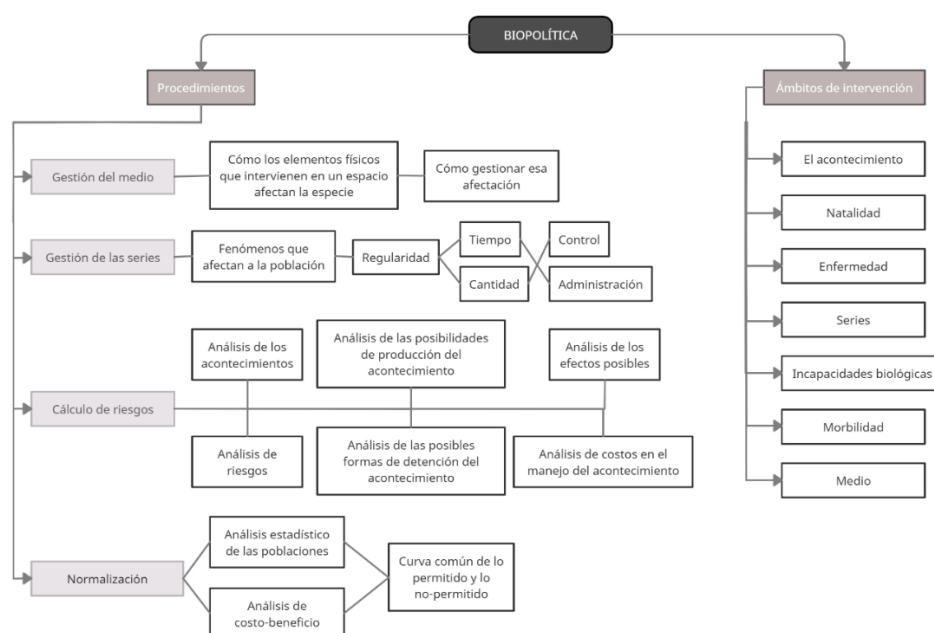 BIOPOLÍTICA
Procedimientos
Ámbitos de intervención
Gestión del medio
Cómo los elementos físicos
que intervienen en un espacio
afectan la especie
Cómo gestionar esa
afectación
Gestión de las series
Fenómenos que
afectan a la población
Regularidad
Tiempo
Cantidad
Control
Administración
Cálculo de riesgos
Análisis de los
acontecimientos
Análisis de las posibilidades
de producción del
acontecimiento
Análisis de los
efectos posibles
Análisis de
riesgos
Análisis de las posibles
formas de detención del
acontecimiento
Análisis de costos en el
manejo del acontecimiento
Normalización
Análisis estadístico
de las poblaciones
Análisis de
costo-beneficio
Curva común de lo
permitido y lo
no-permitido
El acontecimiento
Natalidad
Enfermedad
Series
Incapacidades biológicas
Morbilidad
Medio